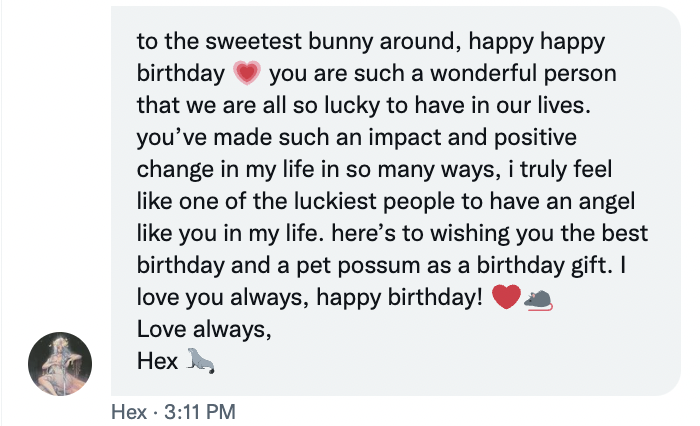 to the sweetest bunny around, happy happy
birthday 💗 you are such a wonderful person
that we are all so lucky to have in our lives.
you’ve made such an impact and positive
change in my life in so many ways, i truly feel
like one of the luckiest people to have an angel
like you in my life. here’s to wishing you the best
birthday and a pet possum as a birthday gift. I
love you always, happy birthday! ❤️🐀
Love always,
Hex 🦭
Hex · 3:11 PM